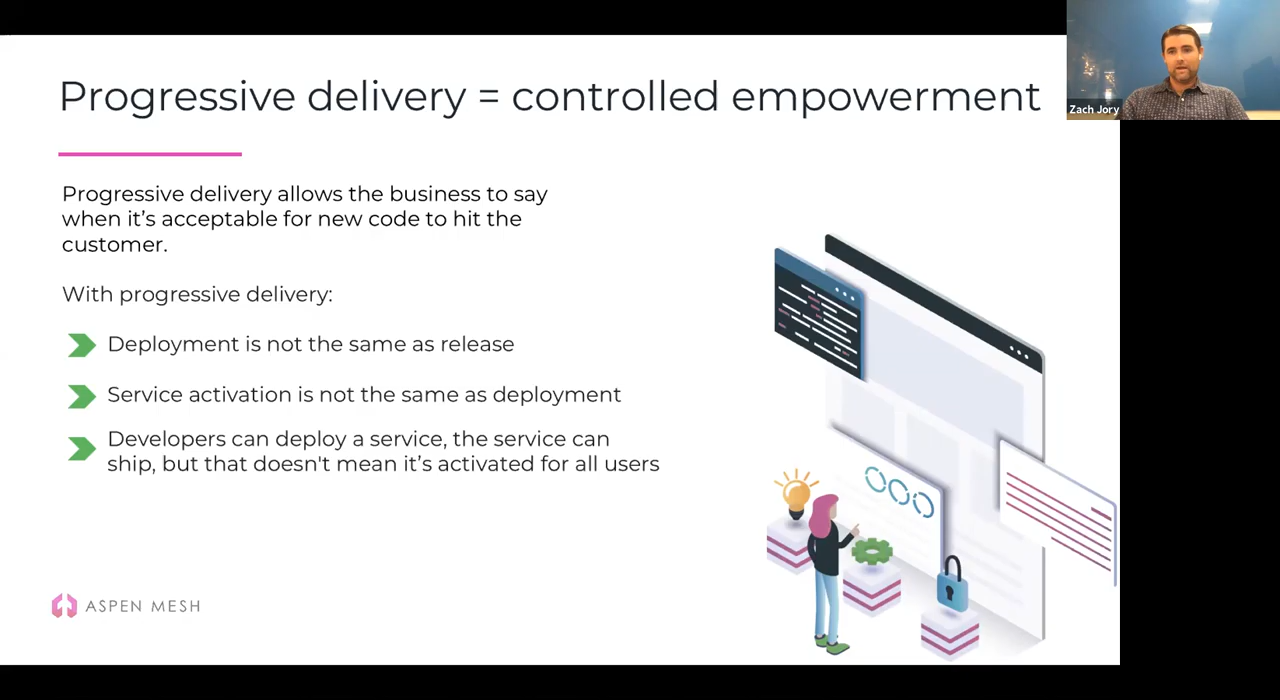 Progressive delivery = controlled empowerment
Zach Jory
Progressive delivery allows the business to say
when it’s acceptable for new code to hit the
customer.
With progressive delivery:
Deployment is not the same as release
Service activation is not the same as deployment
Developers can deploy a service, the service can
ship, but that doesn't mean it’s activated for all users
ASPEN MESH